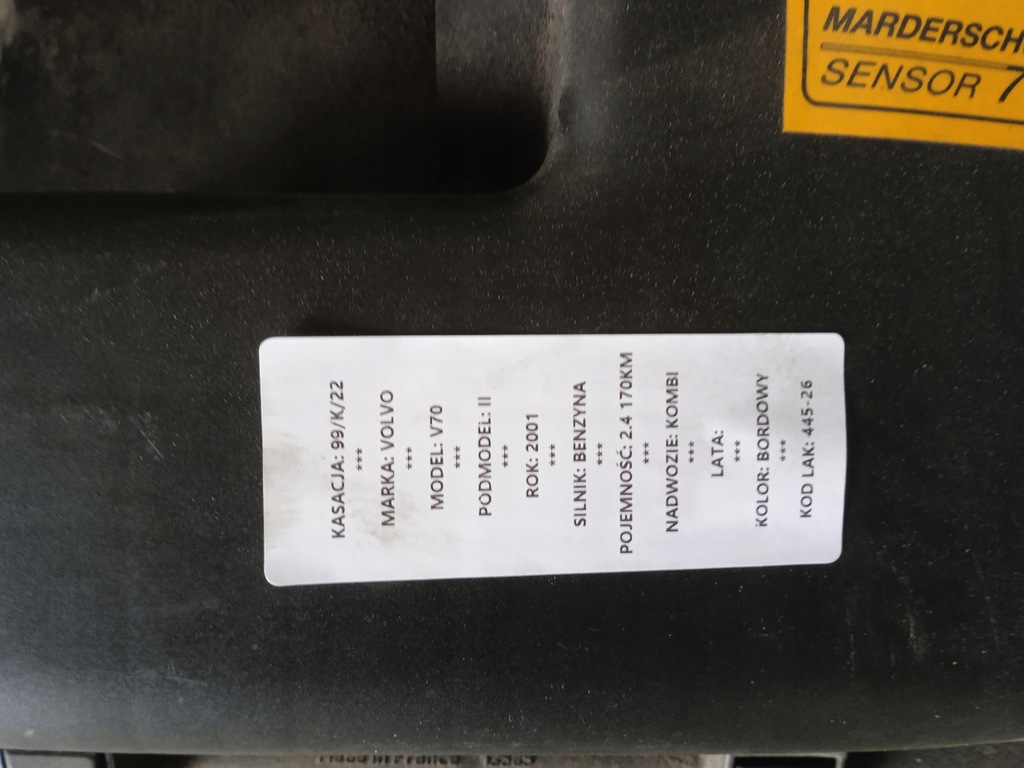 KASACJA: 99/K/22
***
MARKA: VOLVO
***
MODEL: V70
***
PODMODEL: II
***
ROK: 2001
***
SILNIK: BENZYNA
***
POJEMNOŚĆ: 2.4 170KM
***
NADWOZIE: KOMBI
***
LATA:
***
KOLOR: BORDOWY
***
KOD LAK: 445-26
MARDERSCH
SENSOR 7